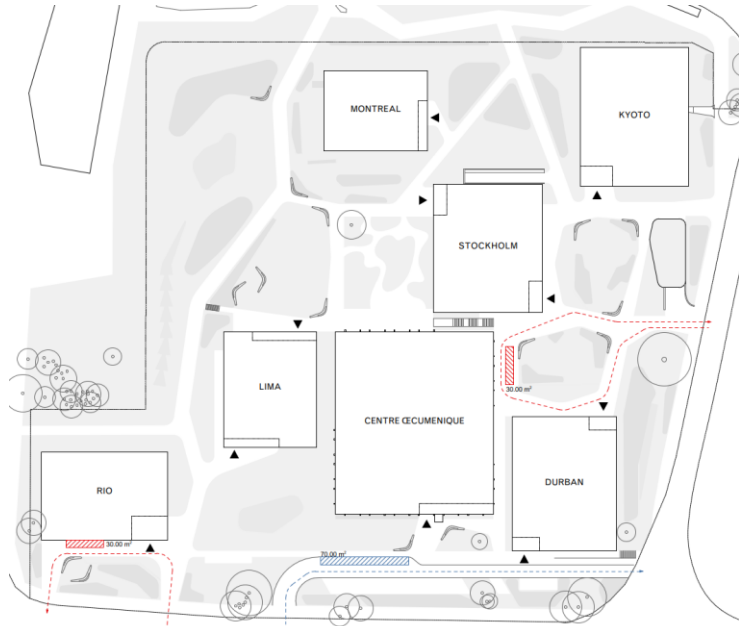 MONTREAL
KYOTO
STOCKHOLM
LIMA
CENTRE ŒCUMENIQUE
30.00 m²
DURBAN
RIO
30.00 m²
70.00 m²